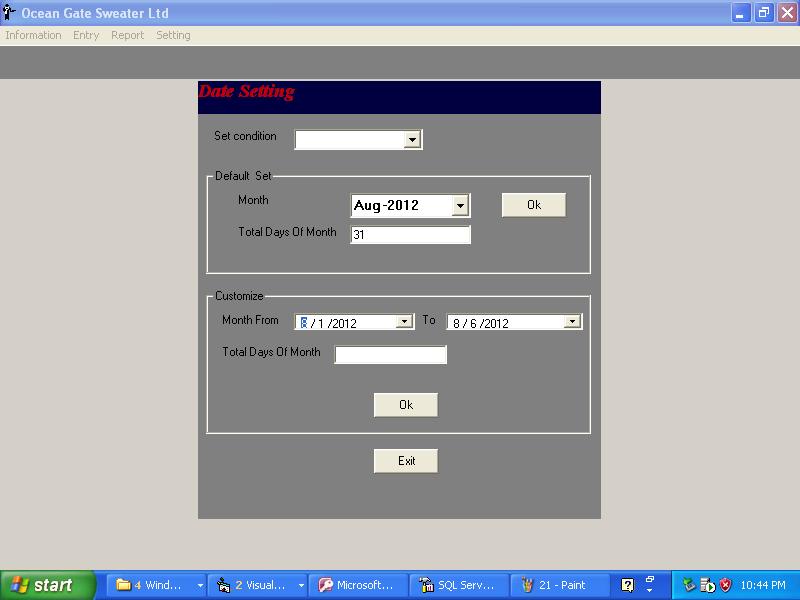 Ocean Gate Sweater Ltd
Information Entry Report Setting
Date Setting
Set condition
Default Set
Month Aug-2012 Ok
Total Days Of Month 31
Customize
Month From 8 / 1 /2012 To 8 / 6 /2012
Total Days Of Month
Ok
Exit
start 4 Wind... 2 Visual... Microsoft... SQL Serv... 21 - Paint 10:44 PM